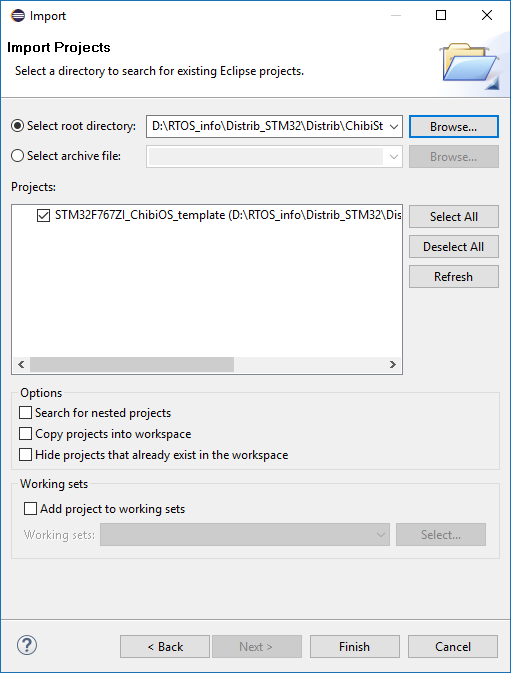 Import
Import Projects
Select a directory to search for existing Eclipse projects.
Select root directory: D:\RTOS_info\Distrib_STM32\Distrib\ChibiSt Browse...
Select archive file: Browse...
Projects:
STM32F767ZI_ChibiOS_template (D:\RTOS_info\Distrib_STM32\Dis
Select All
Deselect All
Refresh
Options
Search for nested projects
Copy projects into workspace
Hide projects that already exist in the workspace
Working sets
Add project to working sets
Working sets: Select...
? < Back Next > Finish Cancel